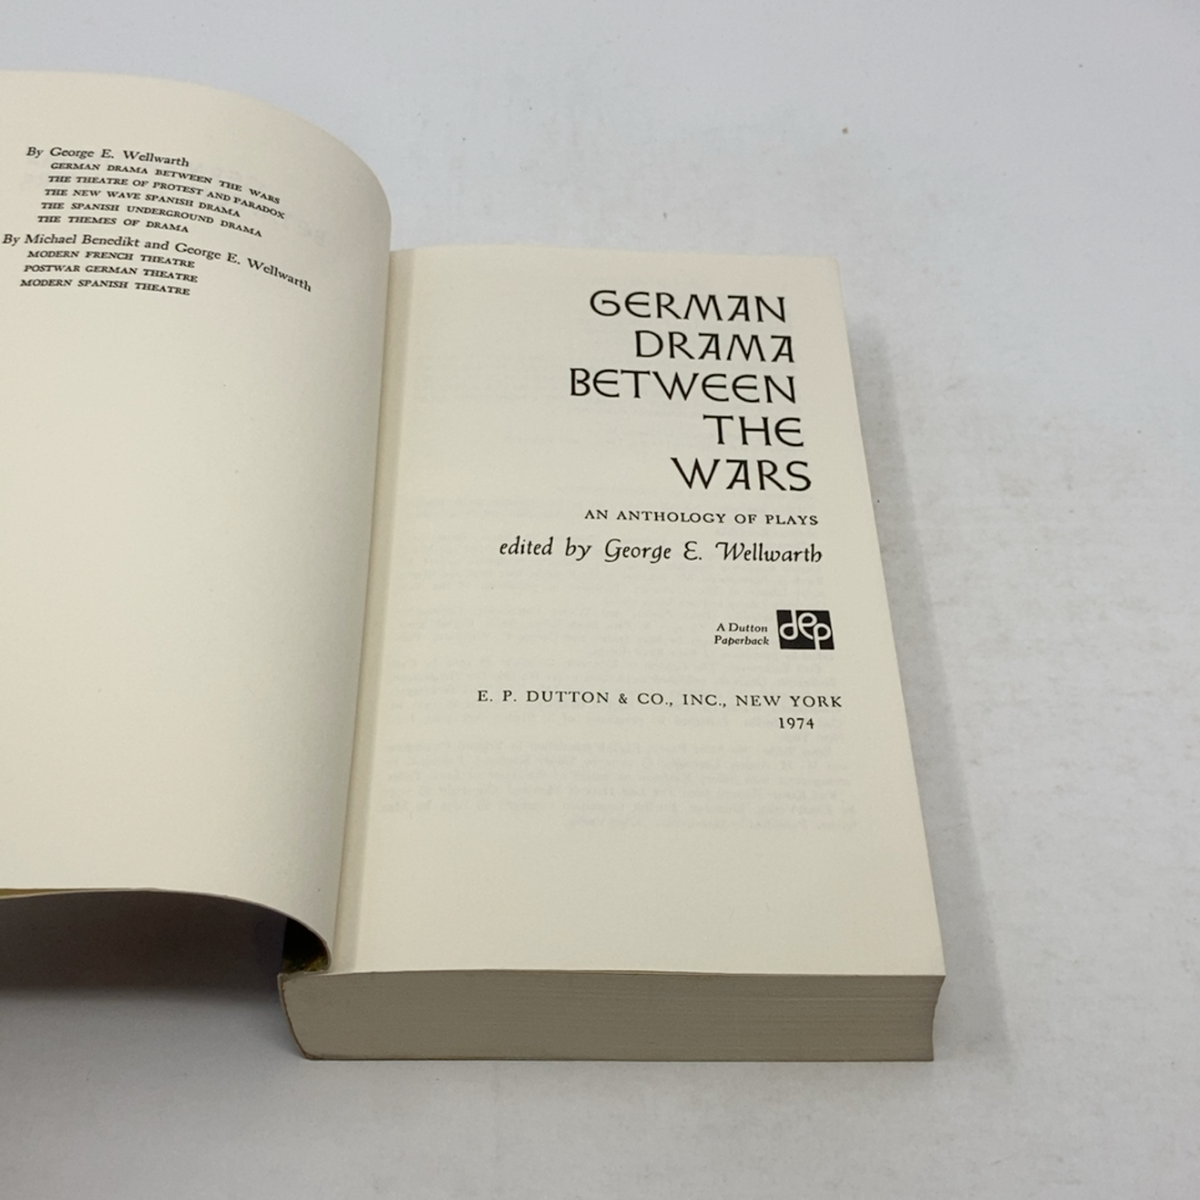 By George E. Wellwarth
GERMAN DRAMA BETWEEN THE WARS
THE THEATRE OF PROTEST AND PARADOX
THE NEW WAVE SPANISH DRAMA
THE SPANISH UNDERGROUND DRAMA
THE THEMES OF DRAMA
By Michael Benedikt and George E. Wellwarth
MODERN FRENCH THEATRE
POSTWAR GERMAN THEATRE
MODERN SPANISH THEATRE
GERMAN
DRAMA
BETWEEN
THE
WARS
AN ANTHOLOGY OF PLAYS
edited by George E. Wellwarth
A Dutton
Paperback
dep
E. P. DUTTON & CO., INC., NEW YORK
1974